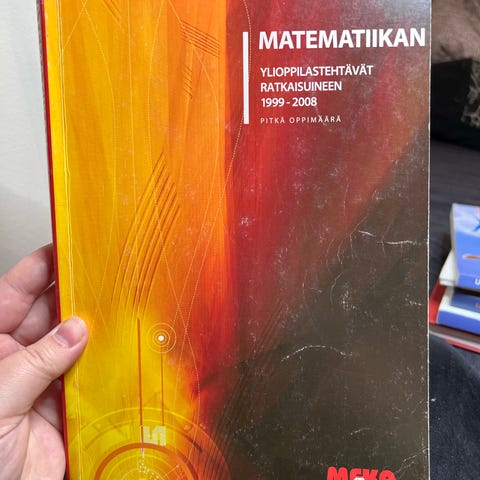 MATEMATIIKAN
YLIOPPILASTEHTÄVÄT
RATKAISUINEEN
1999 - 2008
PITKÄ OPPIMÄÄRÄ